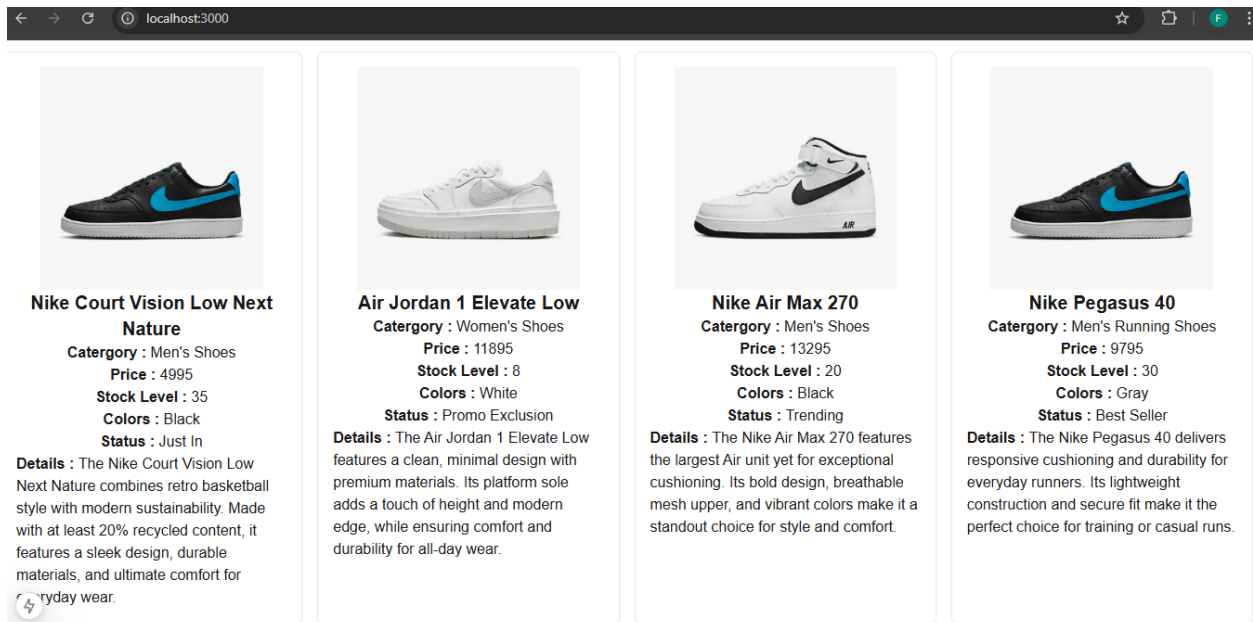 localhost:3000
F
AIR
Nike Court Vision Low Next
Nature
Catergory : Men's Shoes
Price : 4995
Stock Level : 35
Colors : Black
Status : Just In
Details : The Nike Court Vision Low
Next Nature combines retro basketball
style with modern sustainability. Made
with at least 20% recycled content, it
features a sleek design, durable
materials, and ultimate comfort for
everyday wear.
Air Jordan 1 Elevate Low
Catergory : Women's Shoes
Price : 11895
Stock Level : 8
Colors : White
Status : Promo Exclusion
Details : The Air Jordan 1 Elevate Low
features a clean, minimal design with
premium materials. Its platform sole
adds a touch of height and modern
edge, while ensuring comfort and
durability for all-day wear.
Nike Air Max 270
Catergory : Men's Shoes
Price : 13295
Stock Level : 20
Colors : Black
Status : Trending
Details : The Nike Air Max 270 features
the largest Air unit yet for exceptional
cushioning. Its bold design, breathable
mesh upper, and vibrant colors make it a
standout choice for style and comfort.
Nike Pegasus 40
Catergory : Men's Running Shoes
Price : 9795
Stock Level : 30
Colors : Gray
Status : Best Seller
Details : The Nike Pegasus 40 delivers
responsive cushioning and durability for
everyday runners. Its lightweight
construction and secure fit make it the
perfect choice for training or casual runs.